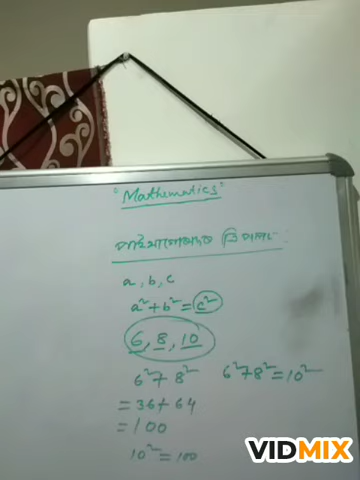 "Mathematics"
a, b, c
a² + b² = c²
6, 8, 10
6² + 8² 6² + 8² = 10²
= 36 + 64
= 100
10² = 100
VIDMIX